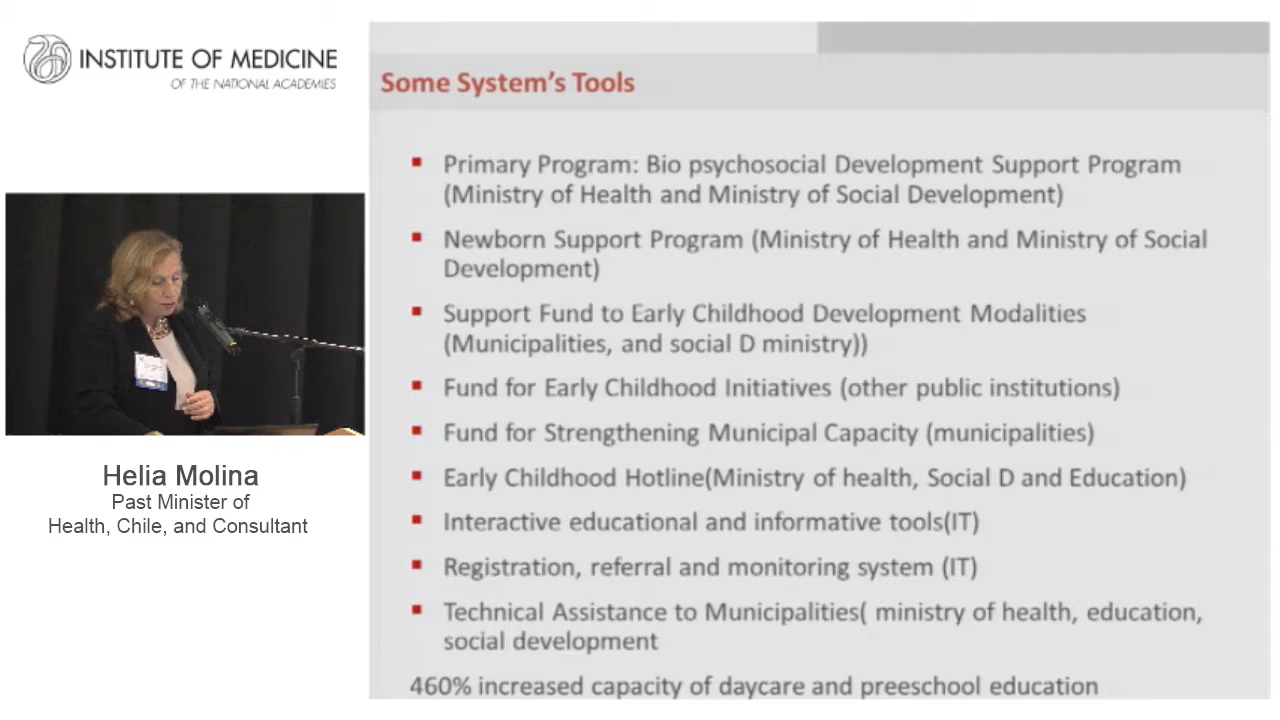 INSTITUTE OF MEDICINE
OF THE NATIONAL ACADEMIES
Helia Molina
Past Minister of
Health, Chile, and Consultant
Some System's Tools
Primary Program: Bio psychosocial Development Support Program
(Ministry of Health and Ministry of Social Development)
Newborn Support Program (Ministry of Health and Ministry of Social
Development)
Support Fund to Early Childhood Development Modalities
(Municipalities, and social D ministry))
Fund for Early Childhood Initiatives (other public institutions)
Fund for Strengthening Municipal Capacity (municipalities)
Early Childhood Hotline(Ministry of health, Social D and Education)
Interactive educational and informative tools(IT)
Registration, referral and monitoring system (IT)
Technical Assistance to Municipalities( ministry of health, education,
social development
460% increased capacity of daycare and preeschool education